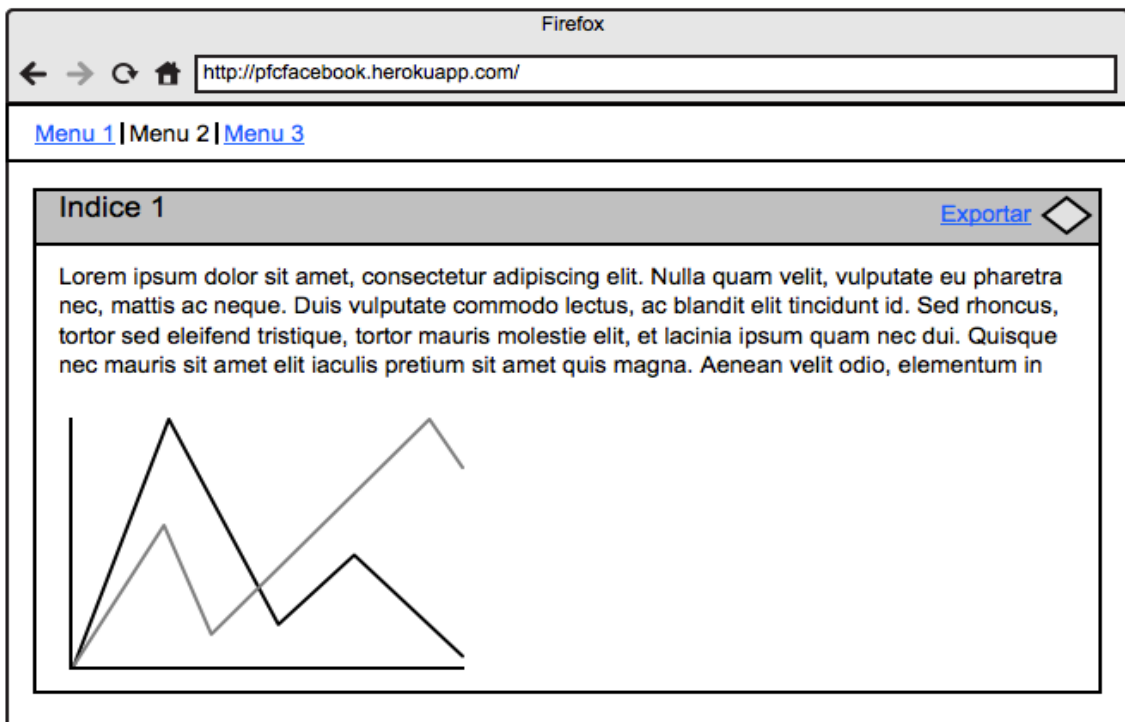 Firefox
http://pfcfacebook.herokuapp.com/
Menu 1 | Menu 2 | Menu 3
Indice 1
Exportar
Lorem ipsum dolor sit amet, consectetur adipiscing elit. Nulla quam velit, vulputate eu pharetra
nec, mattis ac neque. Duis vulputate commodo lectus, ac blandit elit tincidunt id. Sed rhoncus,
tortor sed eleifend tristique, tortor mauris molestie elit, et lacinia ipsum quam nec dui. Quisque
nec mauris sit amet elit iaculis pretium sit amet quis magna. Aenean velit odio, elementum in